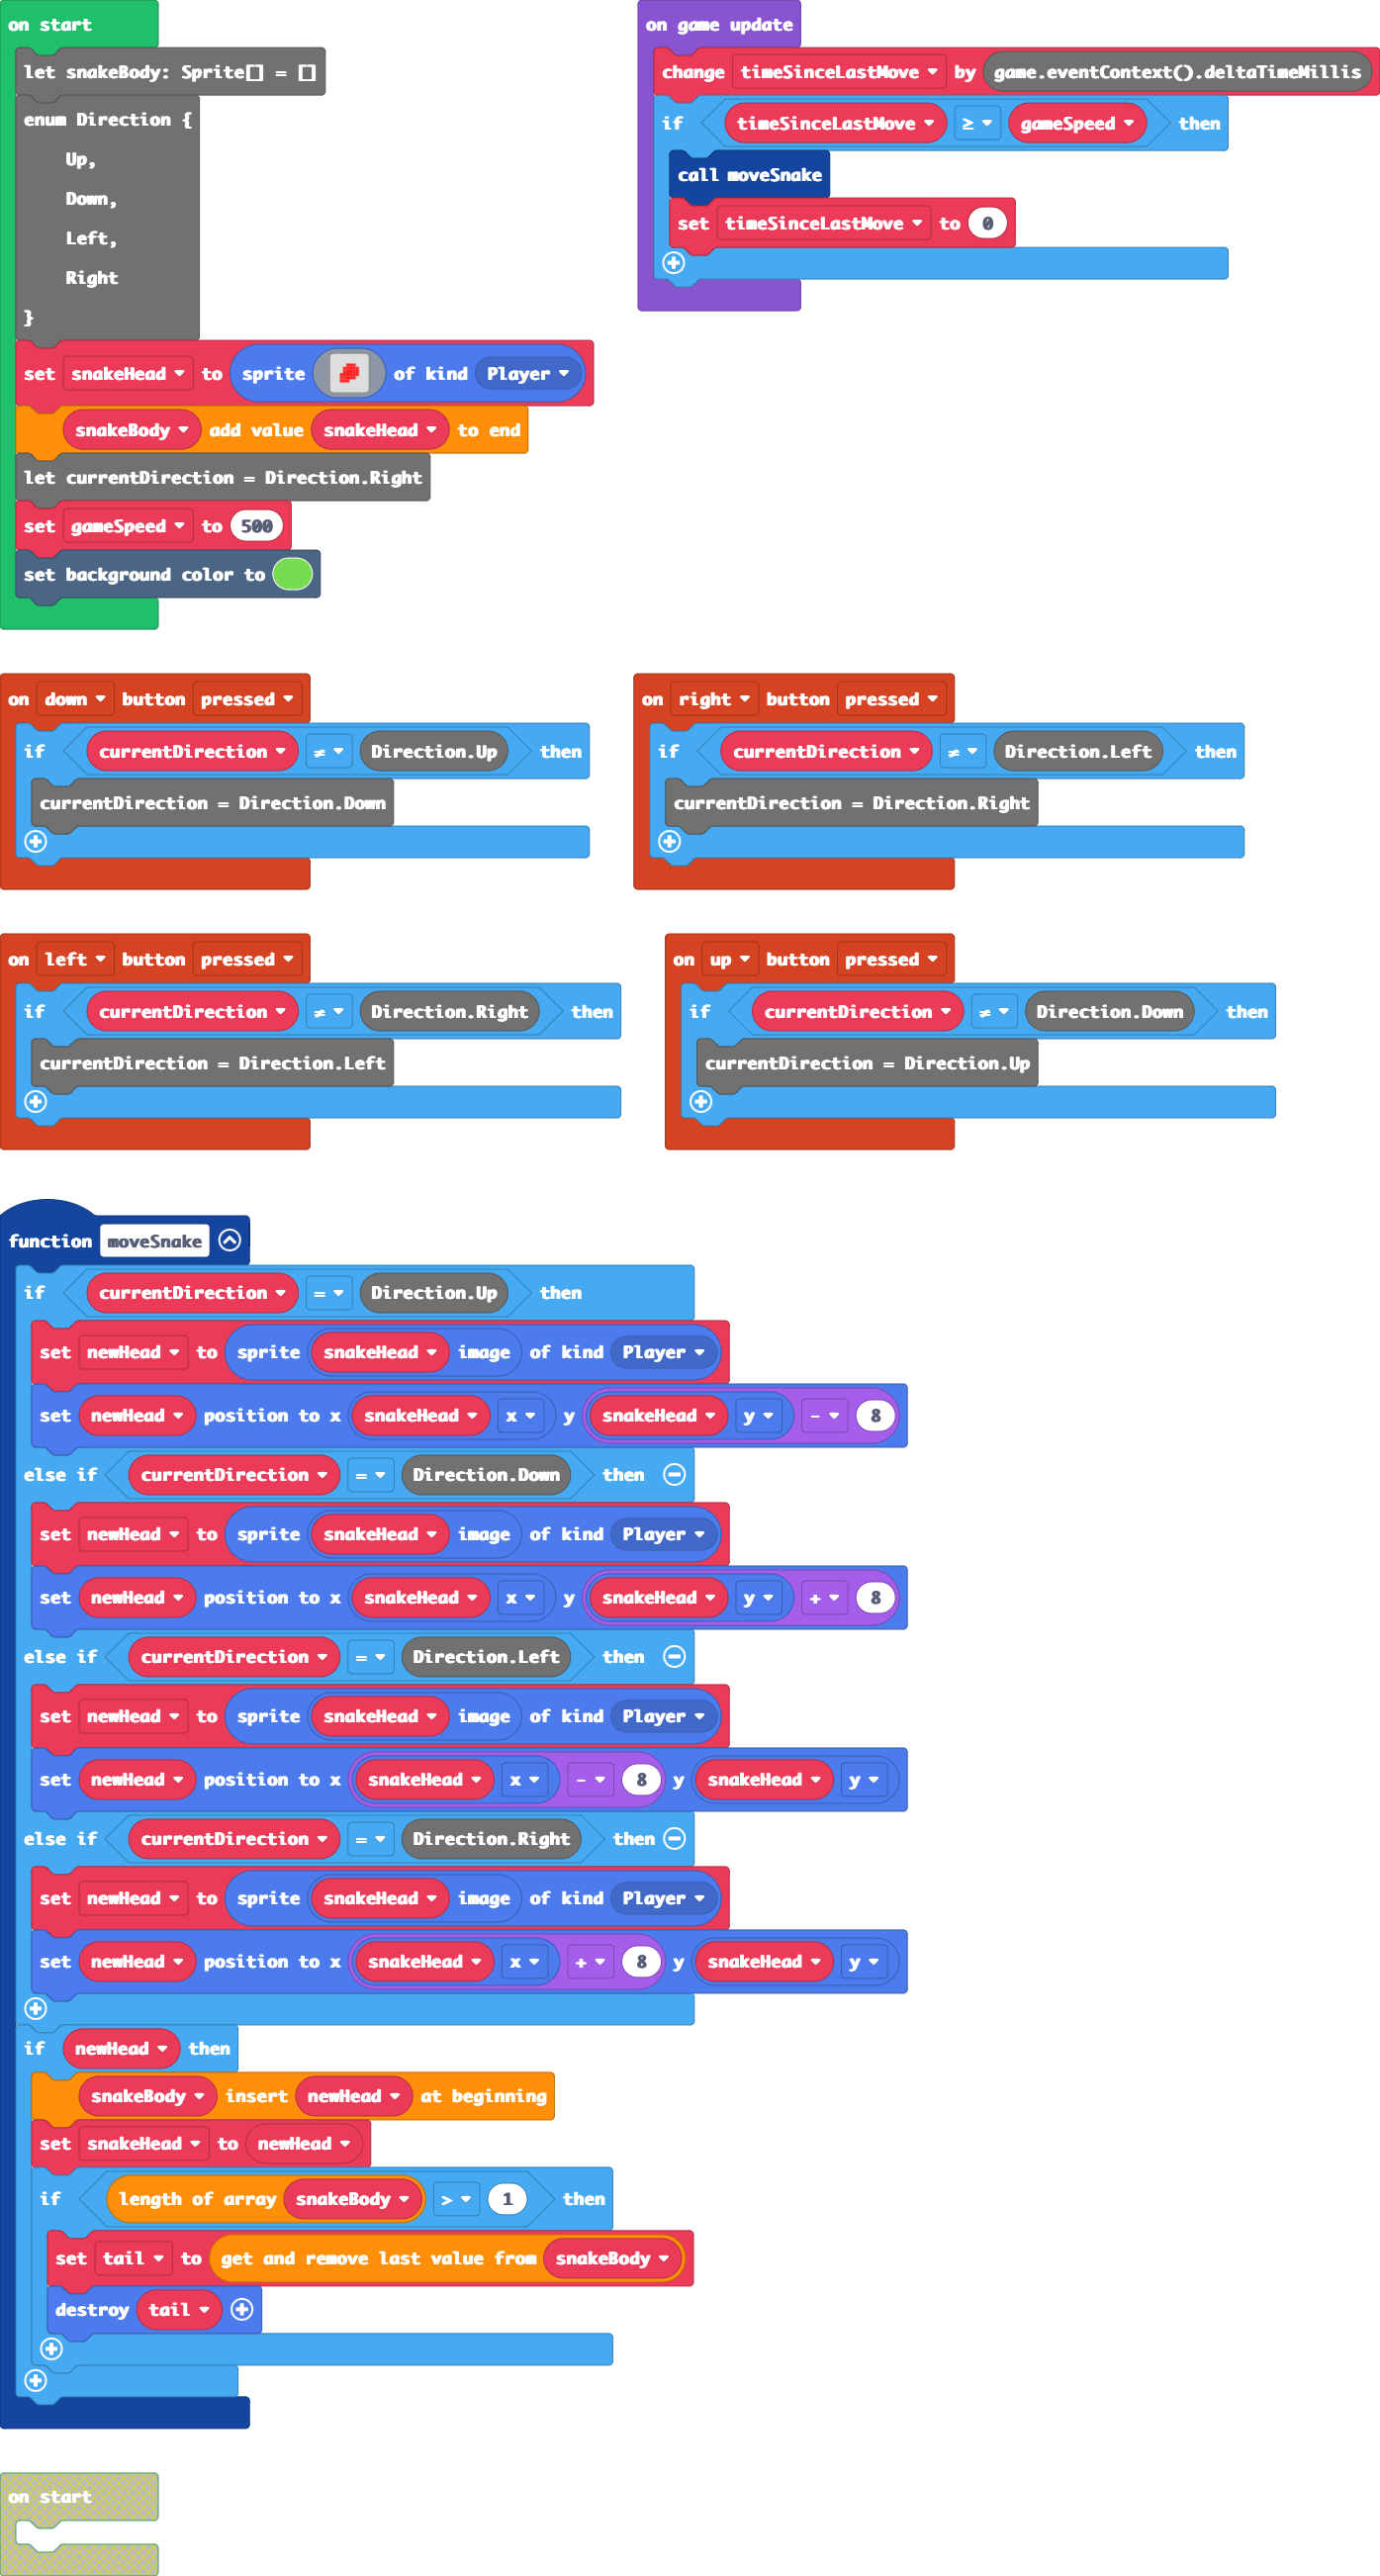 on start
let snakeBody: Sprite[] = []
enum Direction {
Up,
Down,
Left,
Right
}
set snakeHead to sprite of kind Player
snakeBody add value snakeHead to end
let currentDirection = Direction.Right
set gameSpeed to 500
set background color to
on game update
change timeSinceLastMove by game.eventContext().deltaTimeMillis
if timeSinceLastMove ≥ gameSpeed then
call moveSnake
set timeSinceLastMove to 0
on down button pressed
if currentDirection ≠ Direction.Up then
currentDirection = Direction.Down
on right button pressed
if currentDirection ≠ Direction.Left then
currentDirection = Direction.Right
on left button pressed
if currentDirection ≠ Direction.Right then
currentDirection = Direction.Left
on up button pressed
if currentDirection ≠ Direction.Down then
currentDirection = Direction.Up
function moveSnake
if currentDirection = Direction.Up then
set newHead to sprite snakeHead image of kind Player
set newHead position to x snakeHead x y snakeHead y - 8
else if currentDirection = Direction.Down then
set newHead to sprite snakeHead image of kind Player
set newHead position to x snakeHead x y snakeHead y + 8
else if currentDirection = Direction.Left then
set newHead to sprite snakeHead image of kind Player
set newHead position to x snakeHead x - 8 y snakeHead y
else if currentDirection = Direction.Right then
set newHead to sprite snakeHead image of kind Player
set newHead position to x snakeHead x + 8 y snakeHead y
if newHead then
snakeBody insert newHead at beginning
set snakeHead to newHead
if length of array snakeBody > 1 then
set tail to get and remove last value from snakeBody
destroy tail
on start